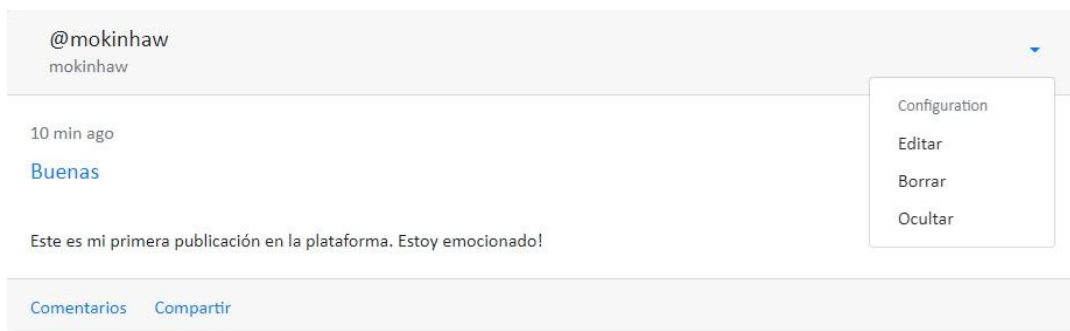 @mokinhaw
mokinhaw
Configuration
Editar
Borrar
Ocultar
10 min ago
Buenas
Este es mi primera publicación en la plataforma. Estoy emocionado!
Comentarios Compartir